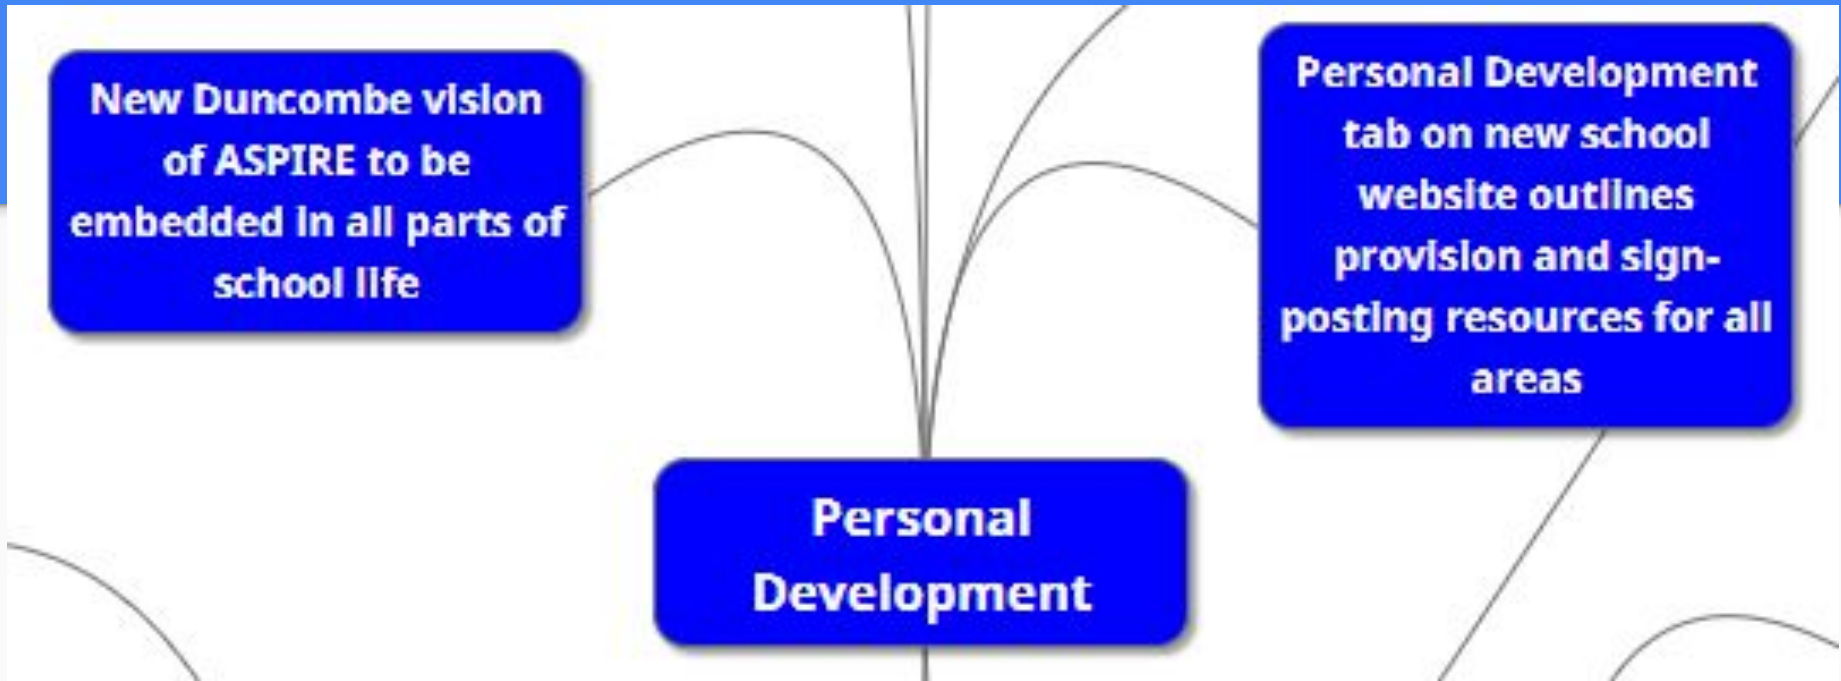 New Duncombe vision
of ASPIRE to be
embedded in all parts of
school life
Personal Development
tab on new school
website outlines
provision and sign-
posting resources for all
areas
Personal
Development